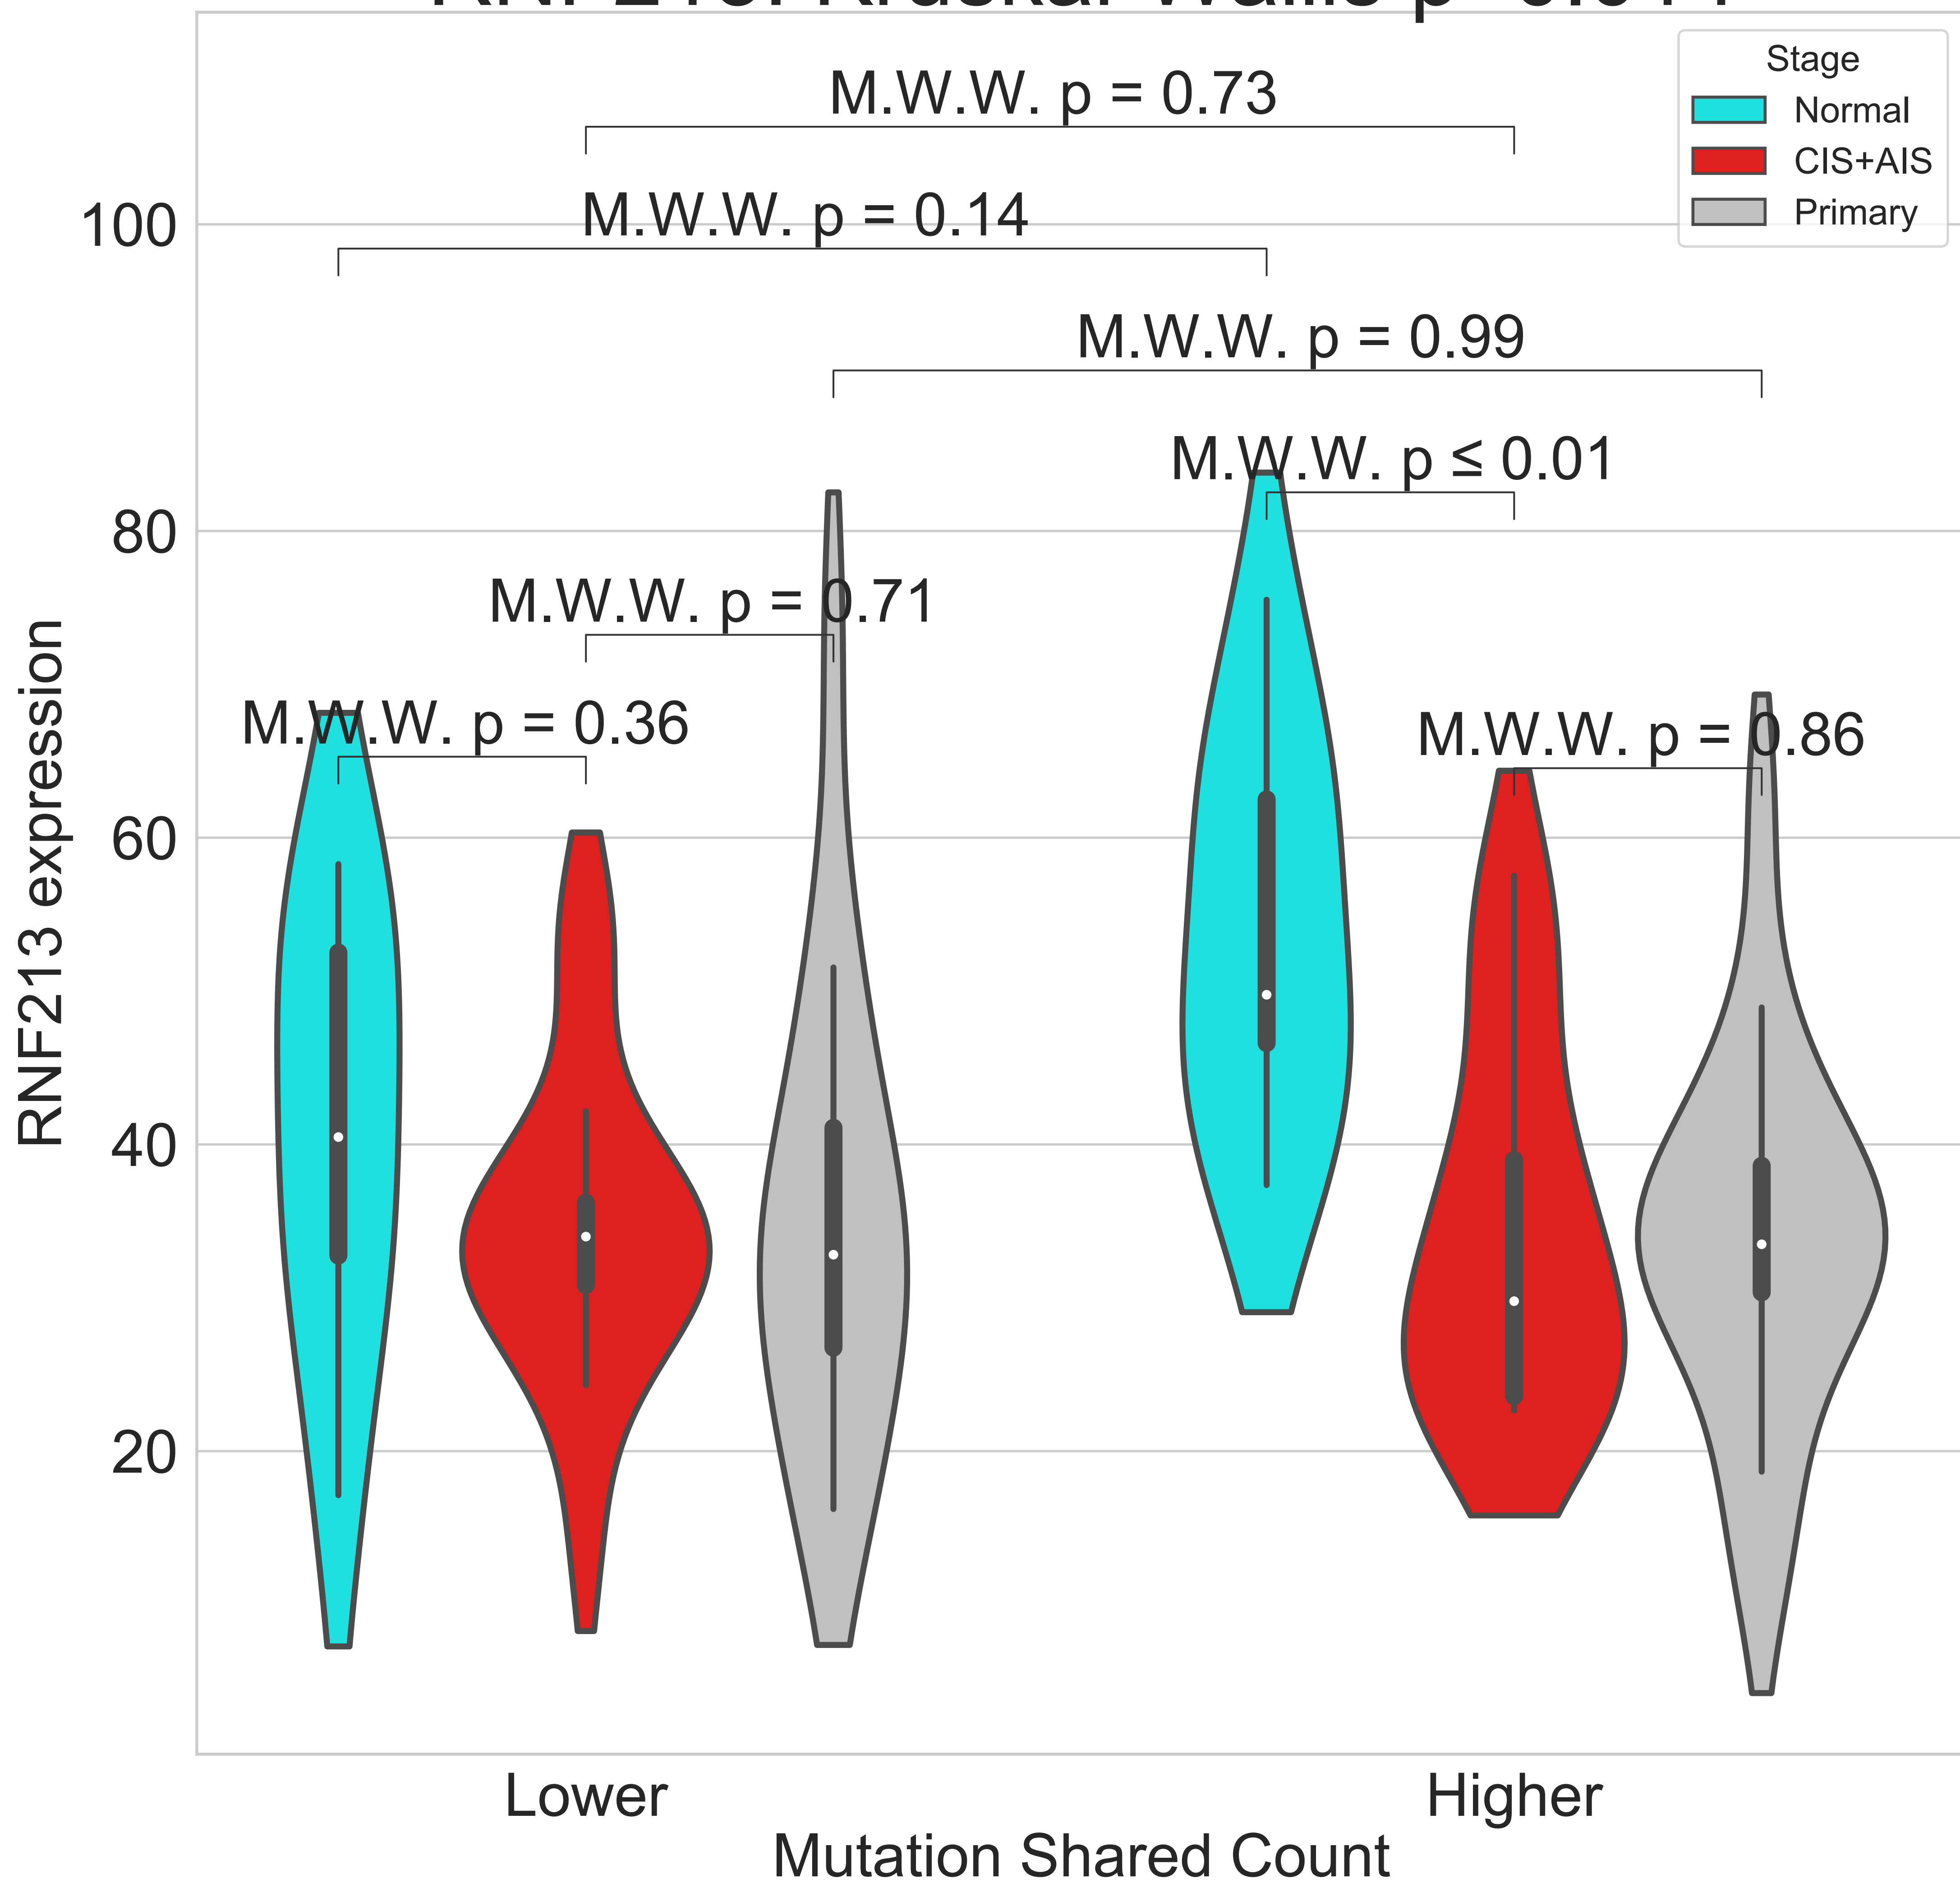 Stage
Normal
CIS+AIS
Primary
M.W.W. p = 0.73
M.W.W. p = 0.14
M.W.W. p = 0.99
M.W.W. p ≤ 0.01
M.W.W. p = 0.71
M.W.W. p = 0.36
M.W.W. p = 0.86
100
80
60
40
20
RNF213 expression
Lower
Higher
Mutation Shared Count